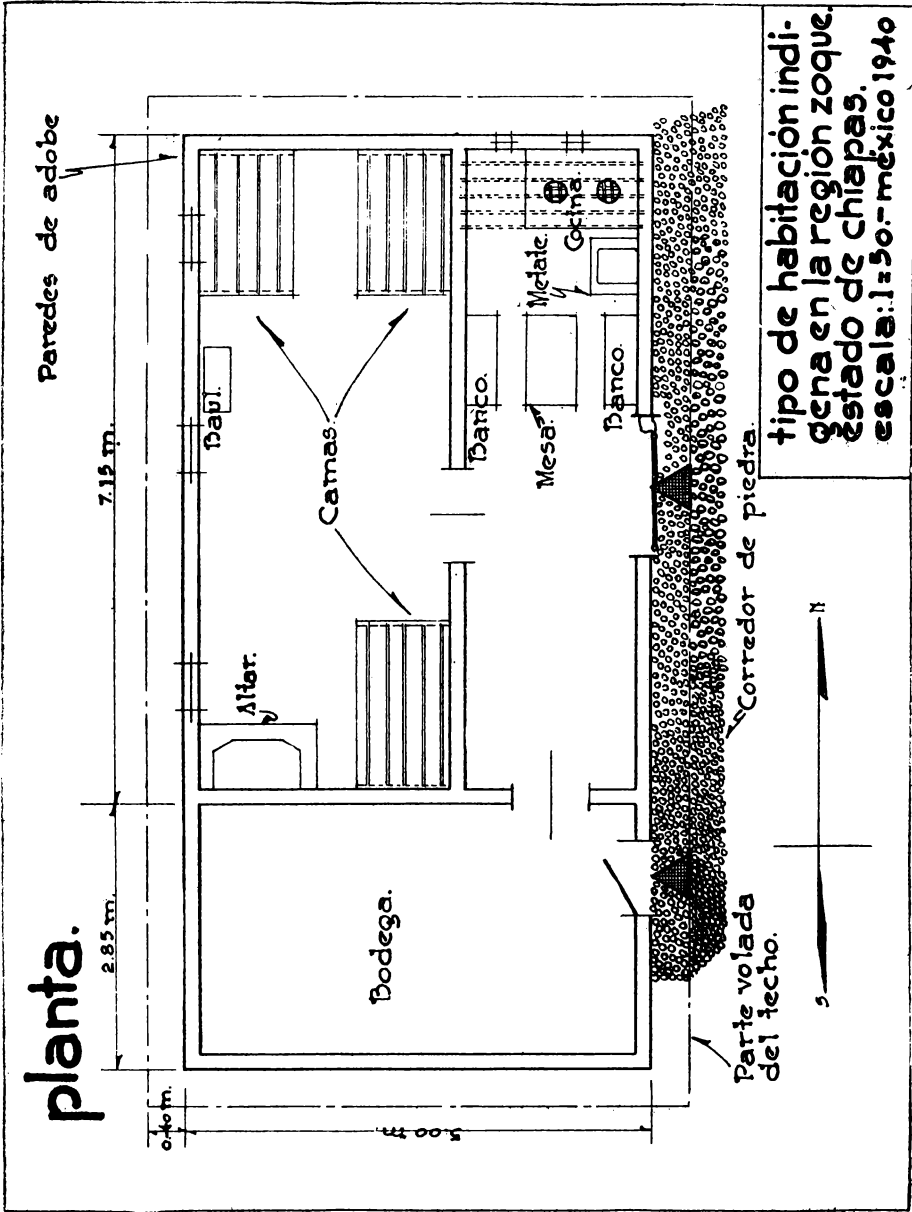 planta.
Paredes de adobe
2.85 m.
7.15 m.
0.40 m.
5.00 m
Altar.
Baul.
Camas.
Bodega.
Banco.
Mesa.
Banco.
Metate.
Cocina.
Parte volada
del techo.
Corredor de piedra.
S
N
tipo de habitación indi-
gena en la región zoque.
estado de chiapas.
escala:1=50.-méxico 1940